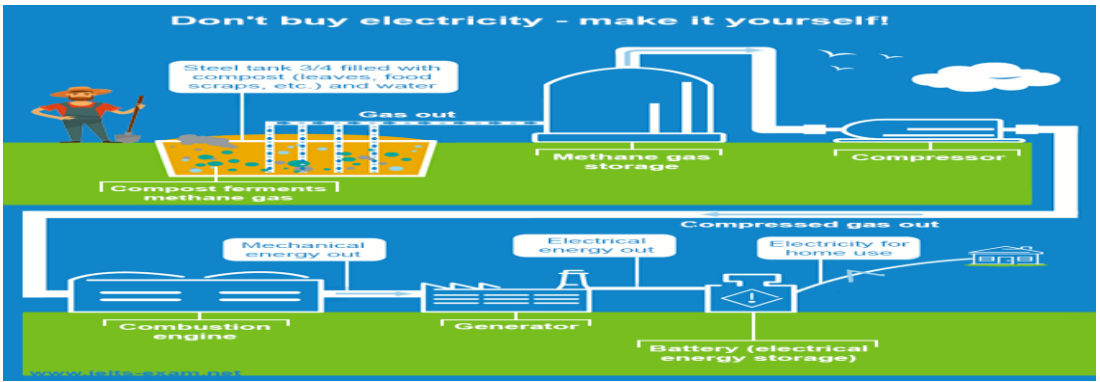 Don't buy electricity - make it yourself!
Steel tank 3/4 filled with
compost (leaves, food
scraps, etc.) and water
Gas out
Methane gas
storage
Compressor
Compost ferments
methane gas
Compressed gas out
Mechanical
energy out
Electrical
energy out
Electricity for
home use
Combustion
engine
Generator
Battery (electrical
energy storage)
www.ielts-exam.net